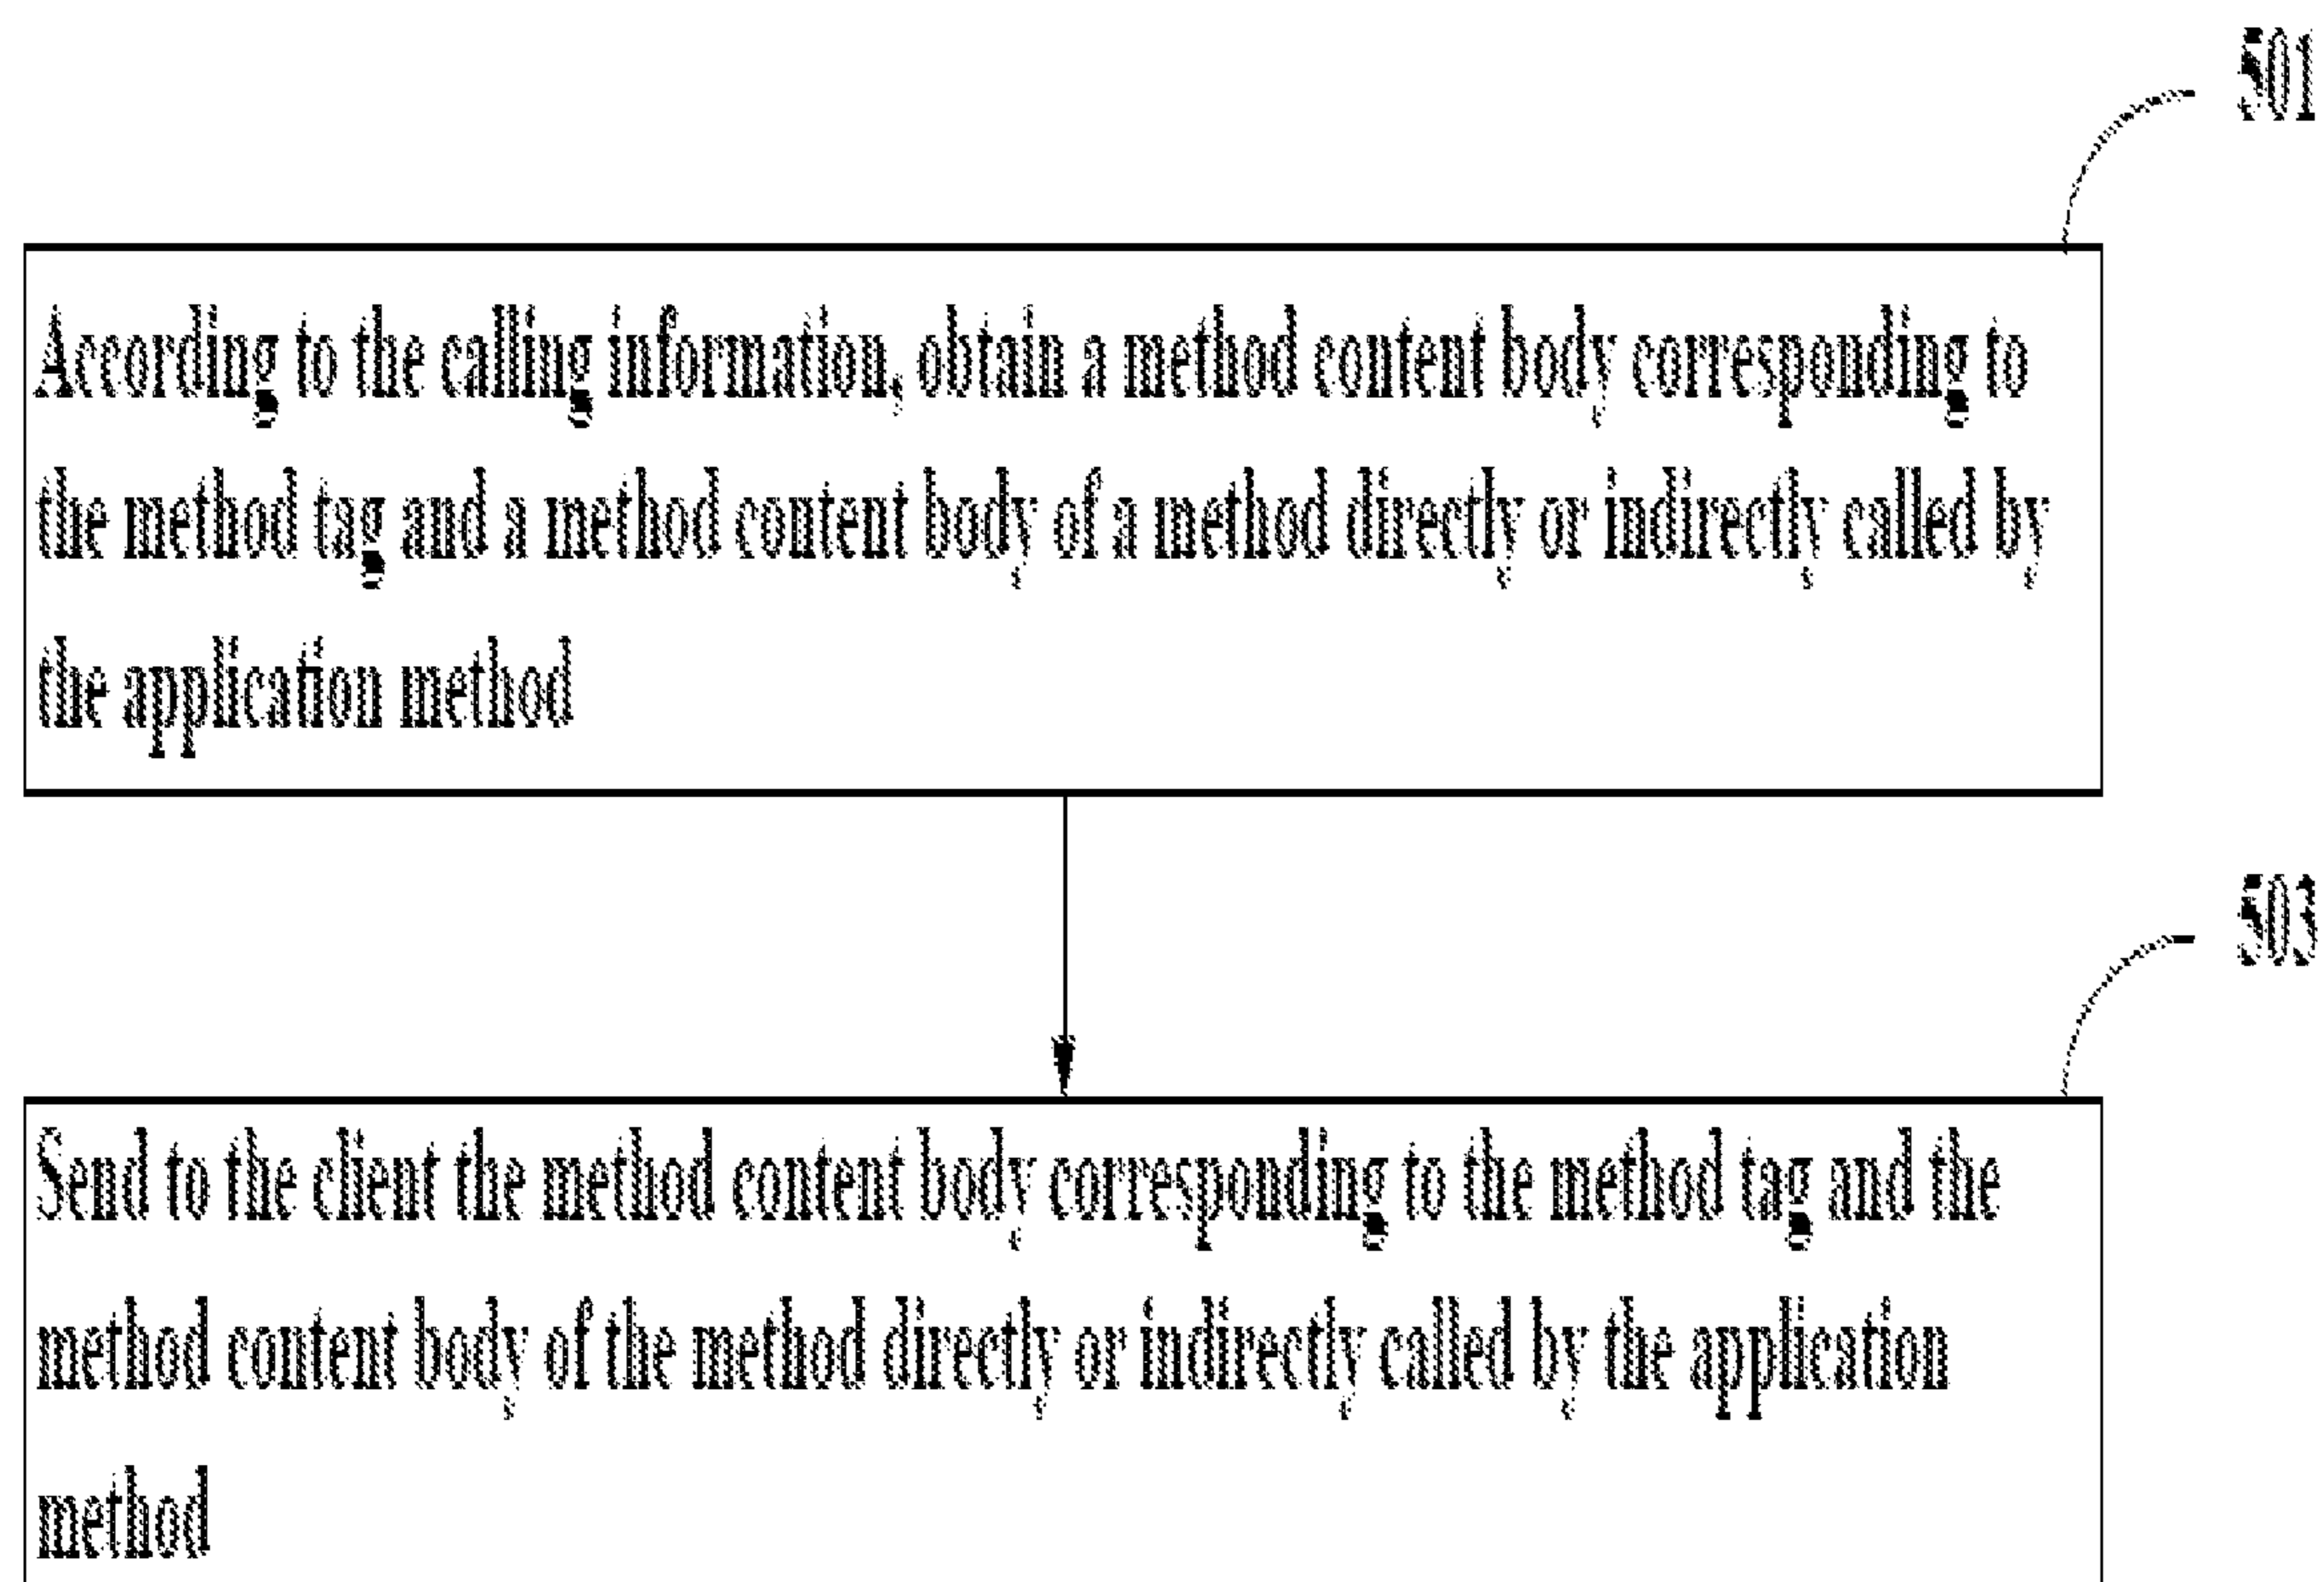 501
According to the calling information, obtain a method content body corresponding to
the method tag and a method content body of a method directly or indirectly called by
the application method
503
Send to the client the method content body corresponding to the method tag and the
method content body of the method directly or indirectly called by the application
method